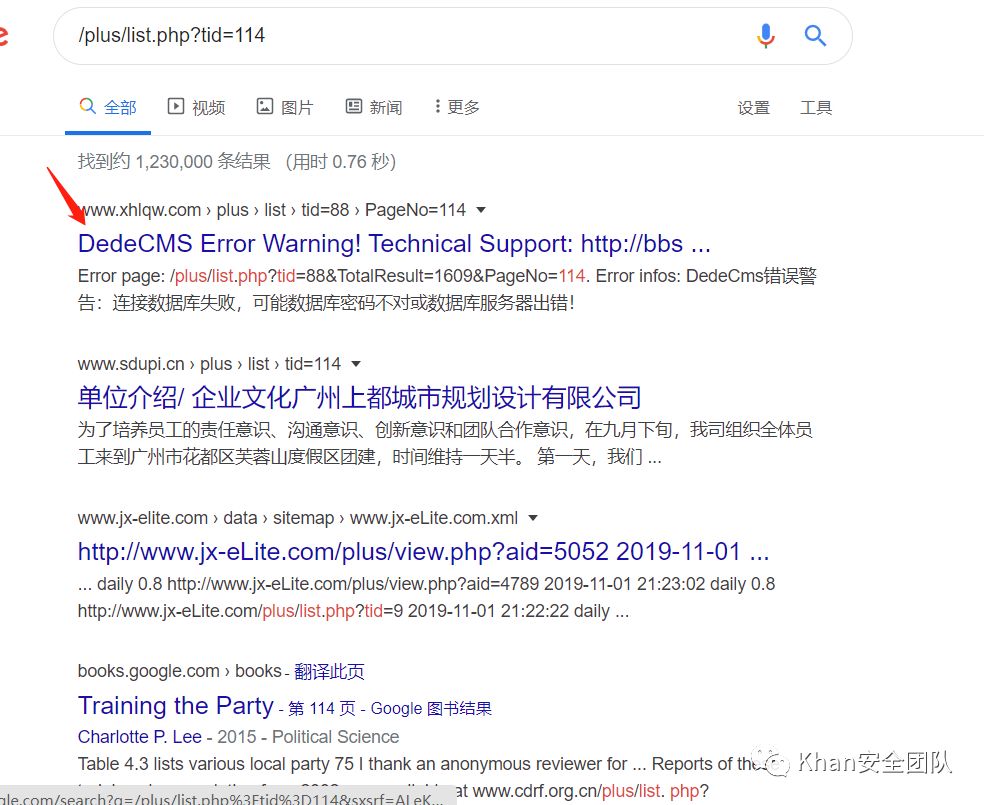 /plus/list.php?tid=114
全部 视频 图片 新闻 更多 设置 工具
找到约 1,230,000 条结果 （用时 0.76 秒）
www.xhlqw.com › plus › list › tid=88 › PageNo=114
DedeCMS Error Warning! Technical Support: http://bbs ...
Error page: /plus/list.php?tid=88&TotalResult=1609&PageNo=114. Error infos: DedeCms错误警
告：连接数据库失败，可能数据库密码不对或数据库服务器出错！
www.sdupi.cn › plus › list › tid=114
单位介绍/ 企业文化广州上都城市规划设计有限公司
为了培养员工的责任意识、沟通意识、创新意识和团队合作意识，在九月下旬，我司组织全体员
工来到广州市花都区芙蓉山度假区团建，时间维持一天半。 第一天，我们 ...
www.jx-elite.com › data › sitemap › www.jx-eLite.com.xml
http://www.jx-eLite.com/plus/view.php?aid=5052 2019-11-01 ...
... daily 0.8 http://www.jx-eLite.com/plus/view.php?aid=4789 2019-11-01 21:23:02 daily 0.8
http://www.jx-eLite.com/plus/list.php?tid=9 2019-11-01 21:22:22 daily ...
books.google.com › books - 翻译此页
Training the Party - 第 114 页 - Google 图书结果
Charlotte P. Lee - 2015 - Political Science
Table 4.3 lists various local party 75 I thank an anonymous reviewer for ... Reports of these
at www.cdrf.org.cn/plus/list. php?
gle.com/search?q=/plus/list.php%3Ftid%3D114&sxsrf=ALeK...
Khan安全团队